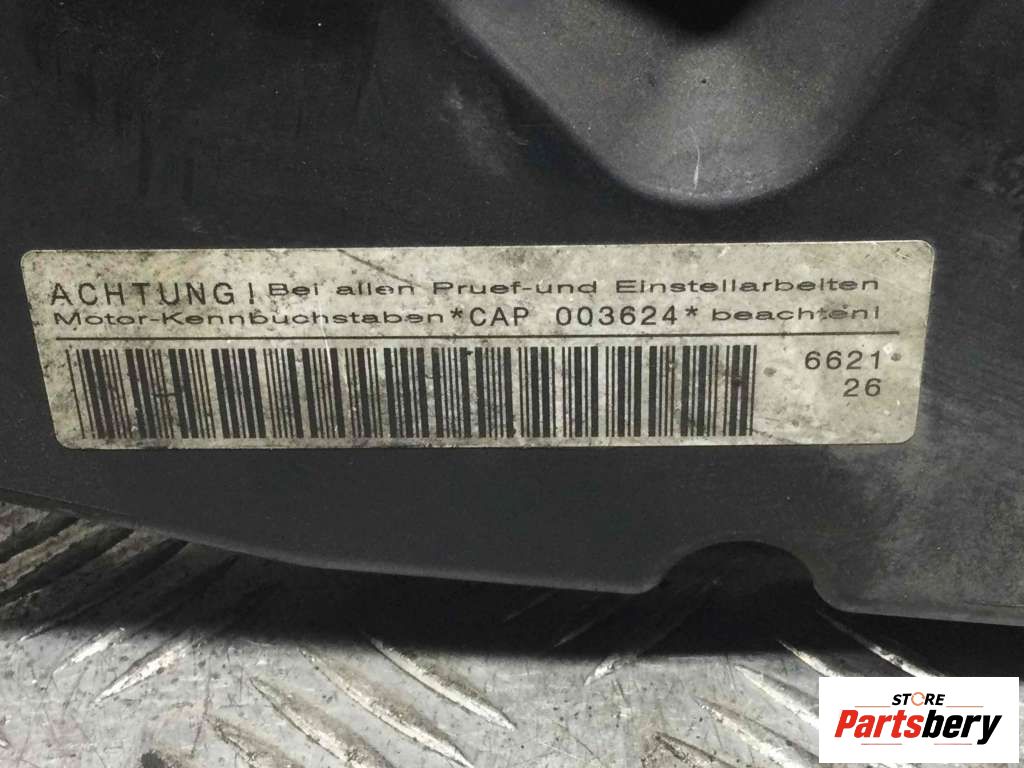 ACHTUNG! Bei allen Pruef-und Einstellarbeiten
Motor-Kennbuchstaben *CAP 003624* beachten!
6621
26
STORE
Partsbery